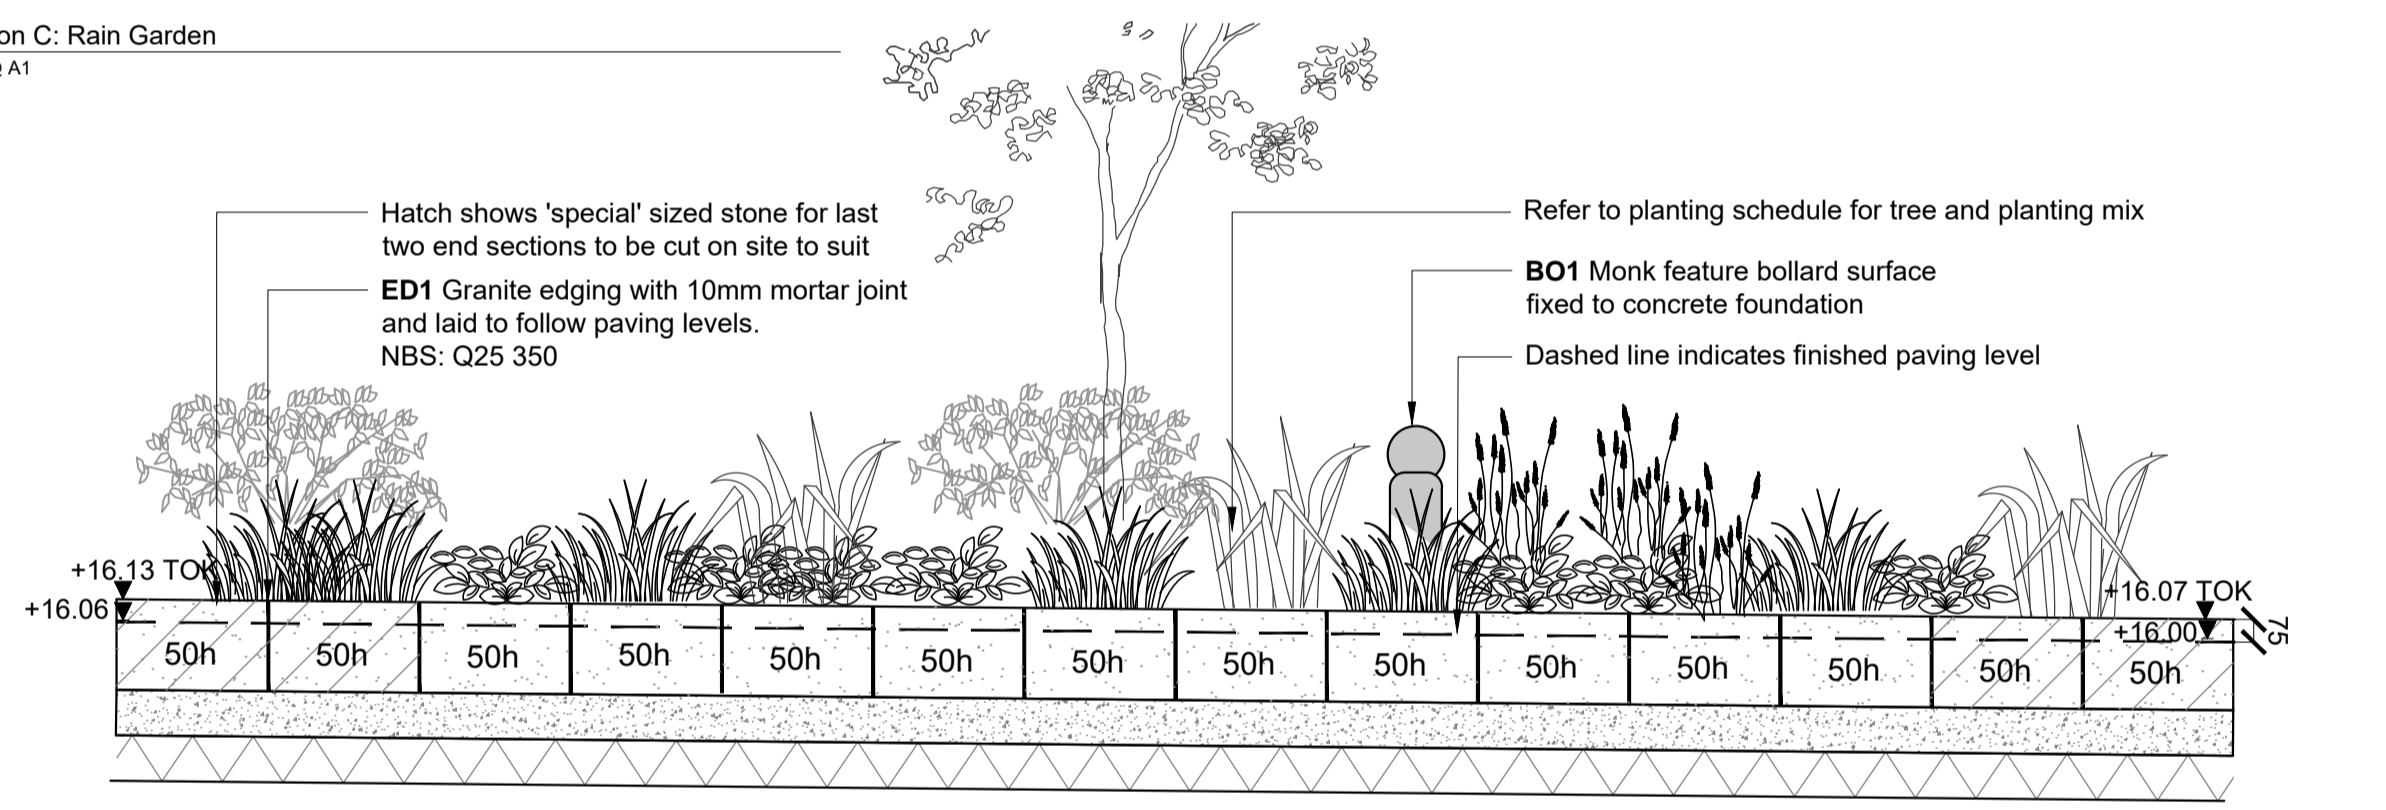 on C: Rain Garden
A1
Hatch shows 'special' sized stone for last
two end sections to be cut on site to suit
ED1 Granite edging with 10mm mortar joint
and laid to follow paving levels.
NBS: Q25 350
Refer to planting schedule for tree and planting mix
BO1 Monk feature bollard surface
fixed to concrete foundation
Dashed line indicates finished paving level
+16.13 TOK
+16.06
+16.07 TOK
+16.00
75
50h 50h 50h 50h 50h 50h 50h 50h 50h 50h 50h 50h 50h 50h